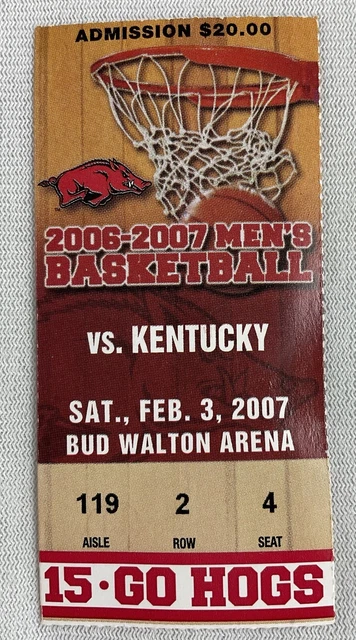 ADMISSION $20.00
2006-2007 MEN'S
BASKETBALL
VS. KENTUCKY
SAT., FEB. 3, 2007
BUD WALTON ARENA
119 2 4
AISLE ROW SEAT
15 · GO HOGS